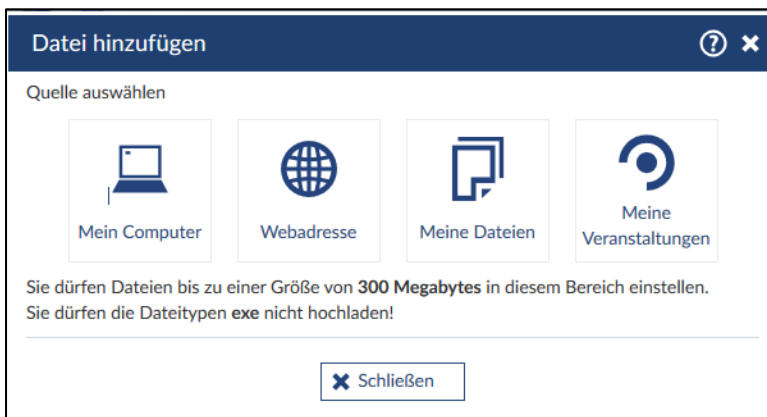 Datei hinzufügen
Quelle auswählen
Mein Computer
Webadresse
Meine Dateien
Meine
Veranstaltungen
Sie dürfen Dateien bis zu einer Größe von 300 Megabytes in diesem Bereich einstellen.
Sie dürfen die Dateitypen exe nicht hochladen!
Schließen